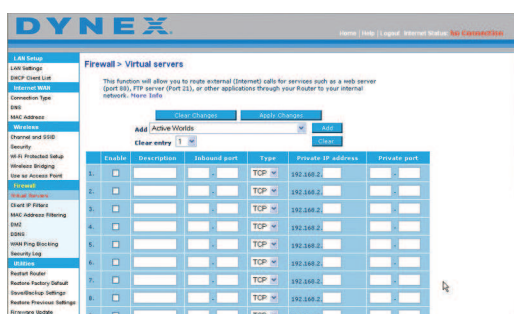 DYNEX
Home | Help | Logout Internet Status: No Connection
LAN Setup
LAN Settings
DHCP Client List
Internet WAN
Connection Type
DNS
MAC Address
Wireless
Channel and SSID
Security
Wi-Fi Protected Setup
Wireless Bridging
Use as Access Point
Firewall
Virtual Servers
Client IP Filters
MAC Address Filtering
DMZ
DDNS
WAN Ping Blocking
Security Log
Utilities
Restart Router
Restore Factory Default
Save/Backup Settings
Restore Previous Settings
Firmware Update
Firewall > Virtual servers
This function will allow you to route external (Internet) calls for services such as a web server
(port 80), FTP server (Port 21), or other applications through your Router to your internal
network. More Info
Clear Changes Apply Changes
Add Active Worlds Add
Clear entry 1 Clear
Enable Description Inbound port Type Private IP address Private port
1. - TCP 192.168.2. -
2. - TCP 192.168.2. -
3. - TCP 192.168.2. -
4. - TCP 192.168.2. -
5. - TCP 192.168.2. -
6. - TCP 192.168.2. -
7. - TCP 192.168.2. -
8. - TCP 192.168.2. -
TCP